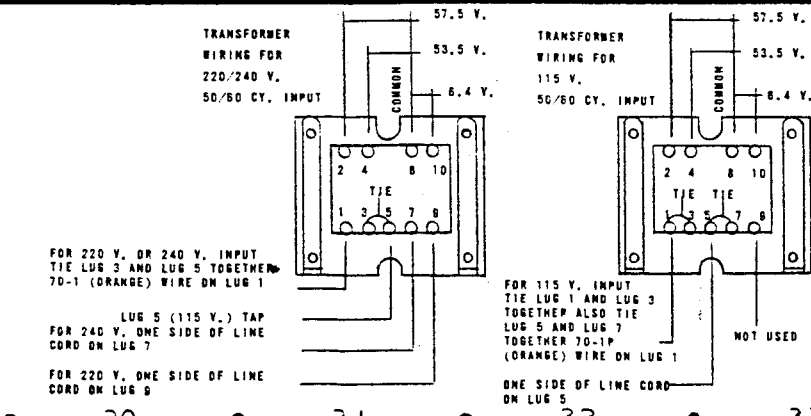 TRANSFORMER
WIRING FOR
220/240 V.
50/60 CY. INPUT
57.5 V.
53.5 V.
COMMON
6.4 V.
2 4 8 10
TIE
1 3 5 7 9
FOR 220 V. OR 240 V. INPUT
TIE LUG 3 AND LUG 5 TOGETHER
70-1 (ORANGE) WIRE ON LUG 1
LUG 5 (115 V.) TAP
FOR 240 V. ONE SIDE OF LINE
CORD ON LUG 7
FOR 220 V. ONE SIDE OF LINE
CORD ON LUG 9
TRANSFORMER
WIRING FOR
115 V.
50/60 CY. INPUT
57.5 V.
53.5 V.
COMMON
6.4 V.
2 4 8 10
TIE TIE
1 3 5 7 9
FOR 115 V. INPUT
TIE LUG 1 AND LUG 3
TOGETHER ALSO TIE
LUG 5 AND LUG 7
TOGETHER 70-1P
(ORANGE) WIRE ON LUG 1
NOT USED
ONE SIDE OF LINE CORD
ON LUG 5